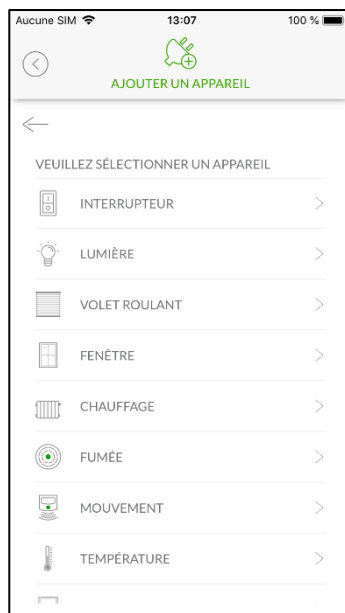 Aucune SIM 13:07 100 %
AJOUTER UN APPAREIL
VEUILLEZ SÉLECTIONNER UN APPAREIL
INTERRUPTEUR
LUMIÈRE
VOLET ROULANT
FENÊTRE
CHAUFFAGE
FUMÉE
MOUVEMENT
TEMPÉRATURE